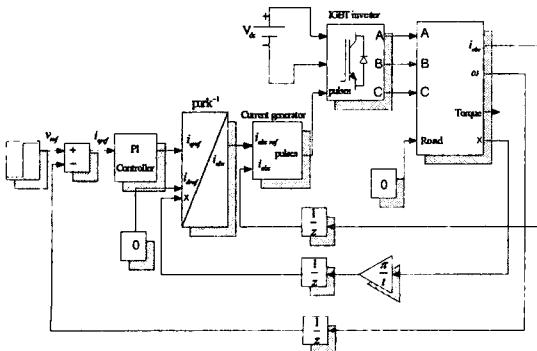 IGBT inverter
+
V_dc
−
pulses
A
B
C
A
B
C
i_abc
ω
Torque
x
Road
park⁻¹
Current generator
i_abc ref
pulses
i_abc
v_ref
+
−
i_qref
PI
Controller
i_qref
i_dref
x
i_abc
0
0
1/z
1/z
π/t
1/z